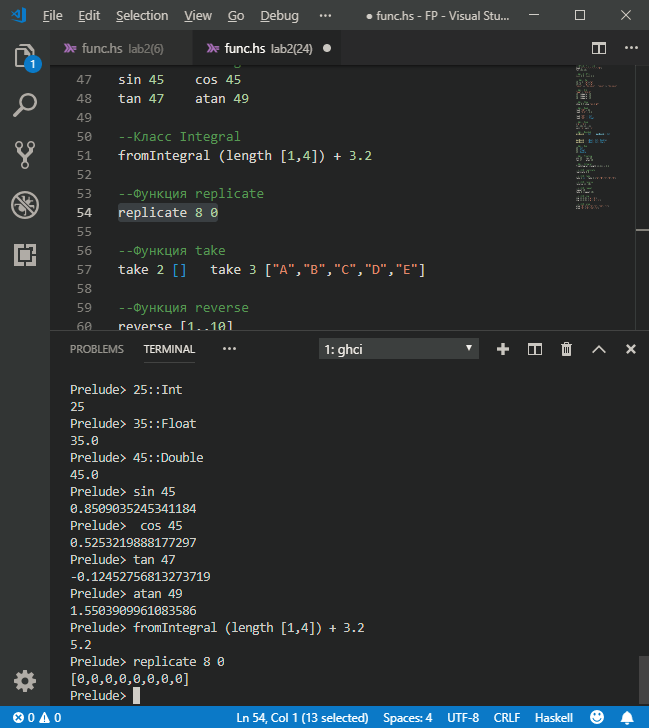 File Edit Selection View Go Debug ••• ● func.hs - FP - Visual Stu...
func.hs lab2(6) func.hs lab2(24) ●
1
47 sin 45 cos 45
48 tan 47 atan 49
49
50 --Класс Integral
51 fromIntegral (length [1,4]) + 3.2
52
53 --Функция replicate
54 replicate 8 0
55
56 --Функция take
57 take 2 [] take 3 ["A","B","C","D","E"]
58
59 --Функция reverse
60 reverse [1..10]
PROBLEMS TERMINAL ••• 1: ghci
Prelude> 25::Int
25
Prelude> 35::Float
35.0
Prelude> 45::Double
45.0
Prelude> sin 45
0.8509035245341184
Prelude>  cos 45
0.5253219888177297
Prelude> tan 47
-0.12452756813273719
Prelude> atan 49
1.5503909961083586
Prelude> fromIntegral (length [1,4]) + 3.2
5.2
Prelude> replicate 8 0
[0,0,0,0,0,0,0,0]
Prelude>
0 0 Ln 54, Col 1 (13 selected) Spaces: 4 UTF-8 CRLF Haskell